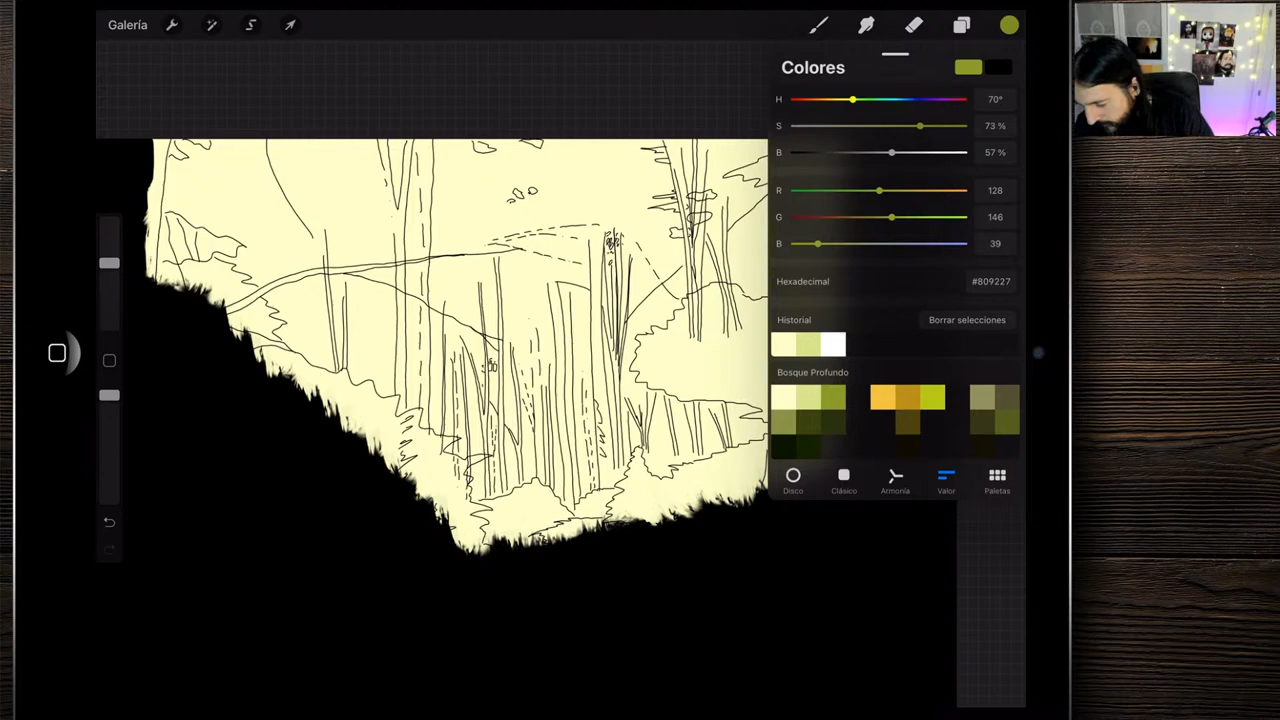 Galería
Colores
H 70°
S 73 %
B 57 %
R 128
G 146
B 39
Hexadecimal #809227
Historial Borrar selecciones
Bosque Profundo
Disco Clásico Armonía Valor Paletas